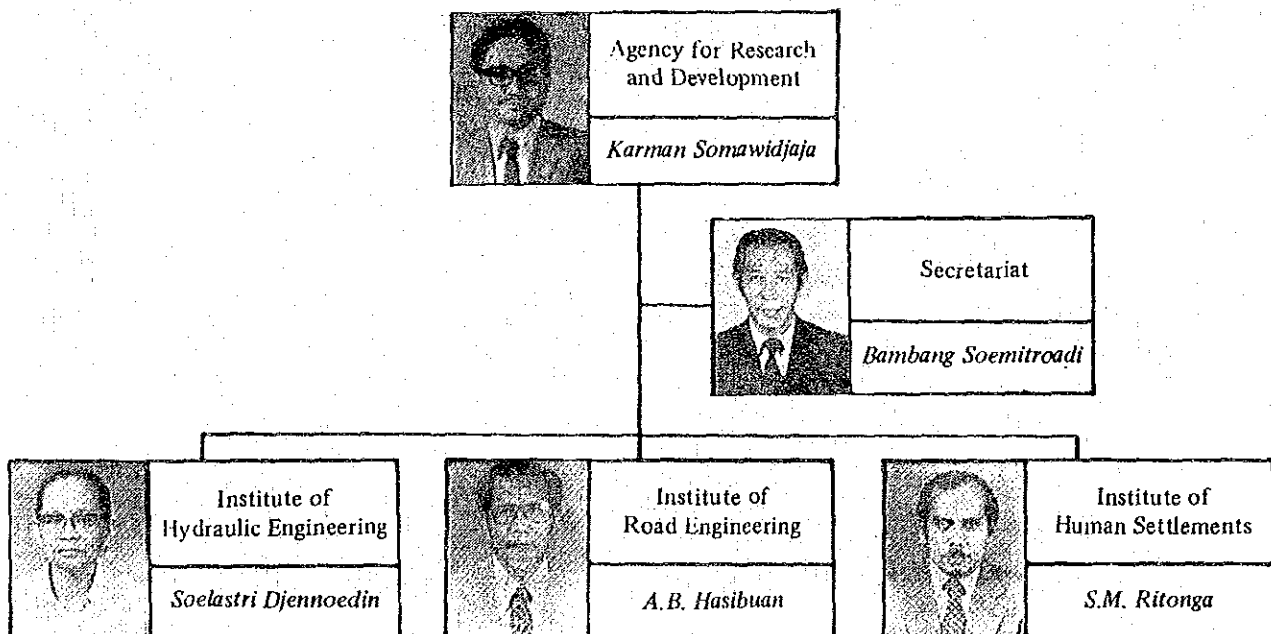 Agency for Research
and Development
Karman Somawidjaja
Secretariat
Bambang Soemitroadi
Institute of
Hydraulic Engineering
Soelastri Djennoedin
Institute of
Road Engineering
A.B. Hasibuan
Institute of
Human Settlements
S.M. Ritonga